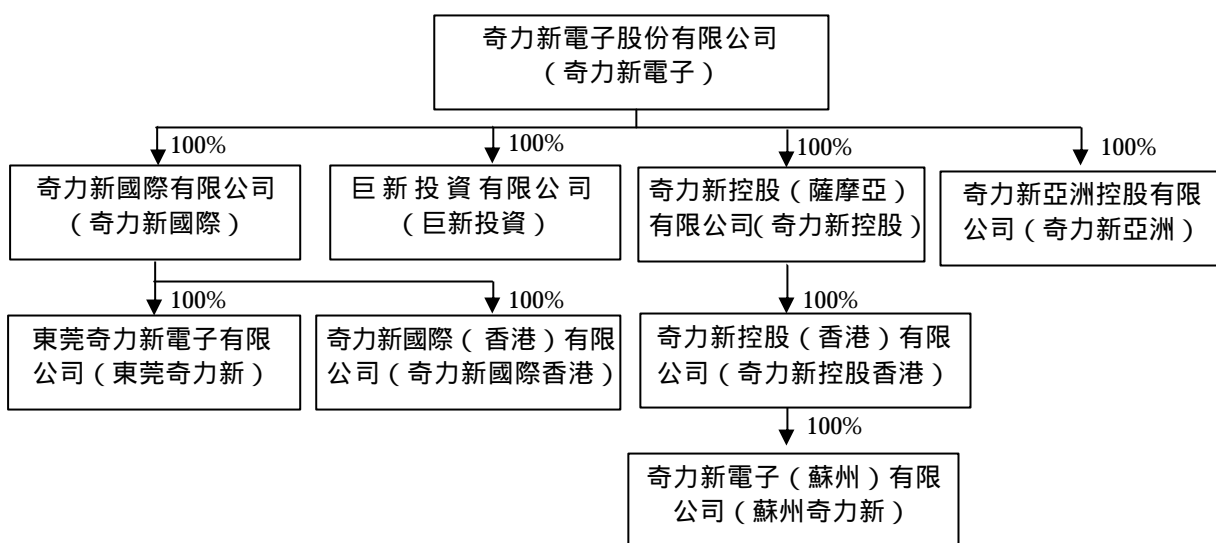 奇力新電子股份有限公司
（奇力新電子）
100%
100%
100%
100%
奇力新國際有限公司
（奇力新國際）
巨新投資有限公司
（巨新投資）
奇力新控股（薩摩亞）
有限公司（奇力新控股）
奇力新亞洲控股有限
公司（奇力新亞洲）
100%
100%
100%
東莞奇力新電子有限
公司（東莞奇力新）
奇力新國際（香港）有限
公司（奇力新國際香港）
奇力新控股（香港）有限
公司（奇力新控股香港）
100%
奇力新電子（蘇州）有限
公司（蘇州奇力新）